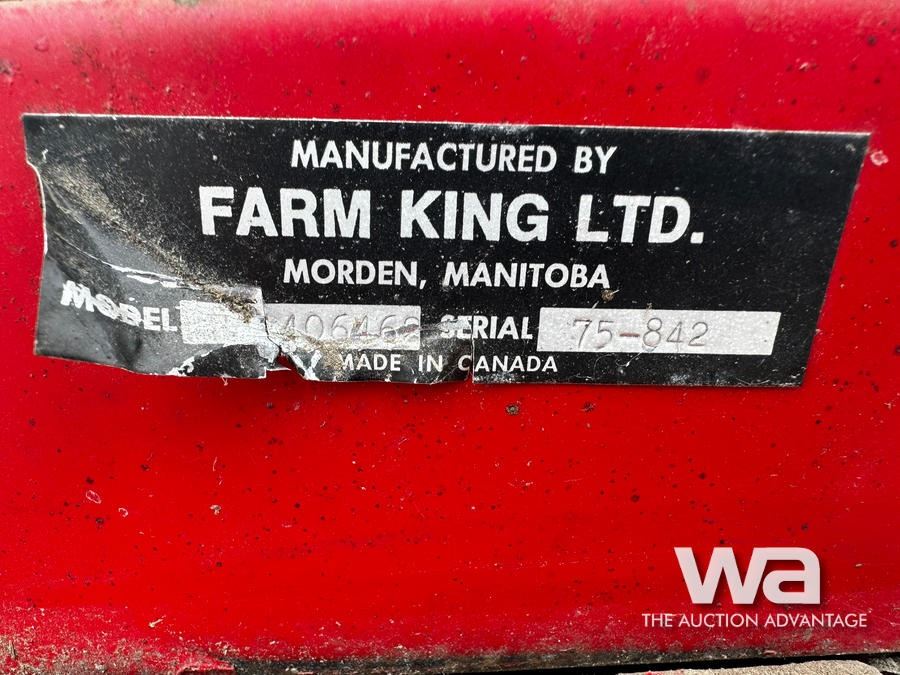 MANUFACTURED BY
FARM KING LTD.
MORDEN, MANITOBA
MODEL SERIAL 75-842
MADE IN CANADA
wa
THE AUCTION ADVANTAGE